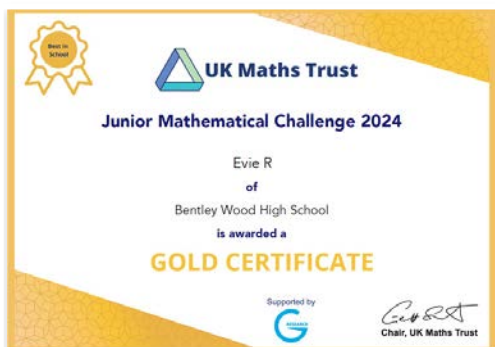 Best in
School
UK Maths Trust
Junior Mathematical Challenge 2024
Evie R
of
Bentley Wood High School
is awarded a
GOLD CERTIFICATE
Supported by
G
RESEARCH
Chair, UK Maths Trust